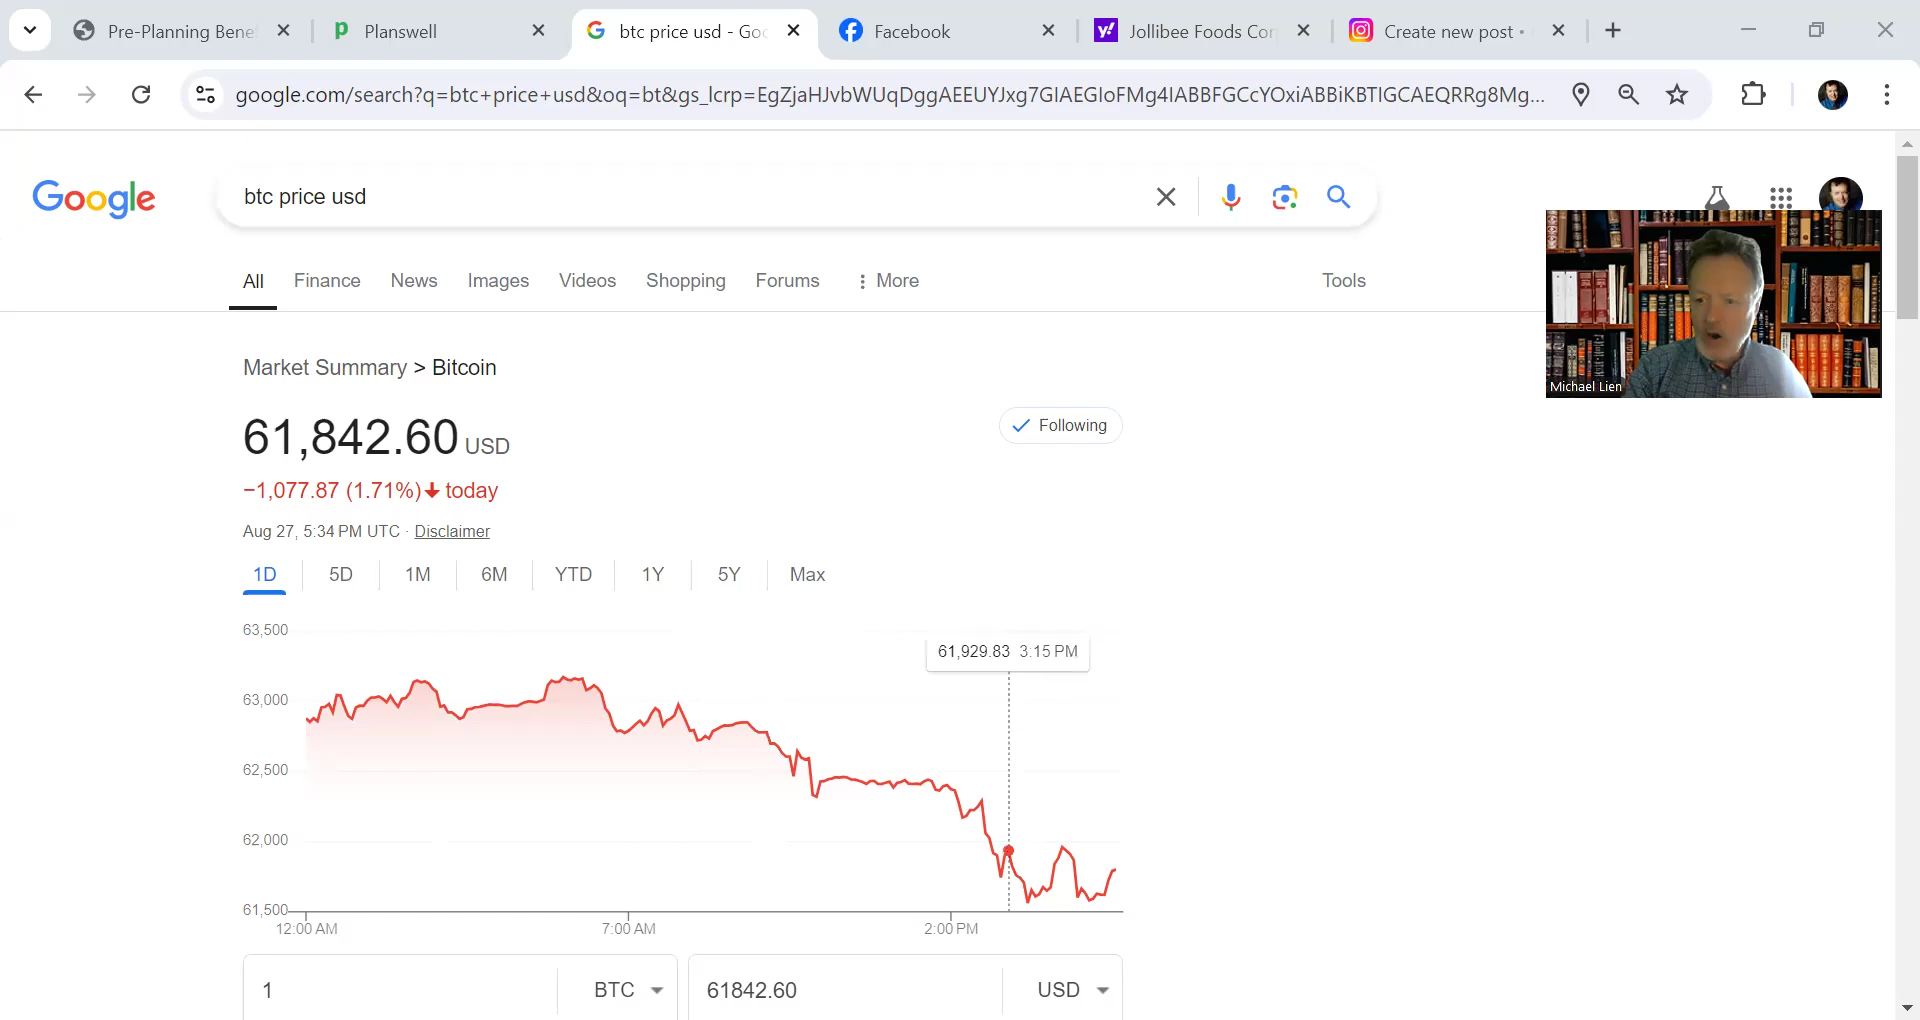 Pre-Planning Bene
Planswell
btc price usd - Goo
Facebook
Jollibee Foods Cor
Create new post •
google.com/search?q=btc+price+usd&oq=bt&gs_lcrp=EgZjaHJvbWUqDggAEEUYJxg7GIAEGIoFMg4IABBFGCcYOxiABBiKBTIGCAEQRRg8Mg...
Google
btc price usd
All Finance News Images Videos Shopping Forums More Tools
Michael Lien
Market Summary > Bitcoin
61,842.60 USD
Following
−1,077.87 (1.71%) today
Aug 27, 5:34 PM UTC · Disclaimer
1D 5D 1M 6M YTD 1Y 5Y Max
63,500
61,929.83 3:15 PM
63,000
62,500
62,000
61,500
12:00 AM 7:00 AM 2:00 PM
1 BTC 61842.60 USD